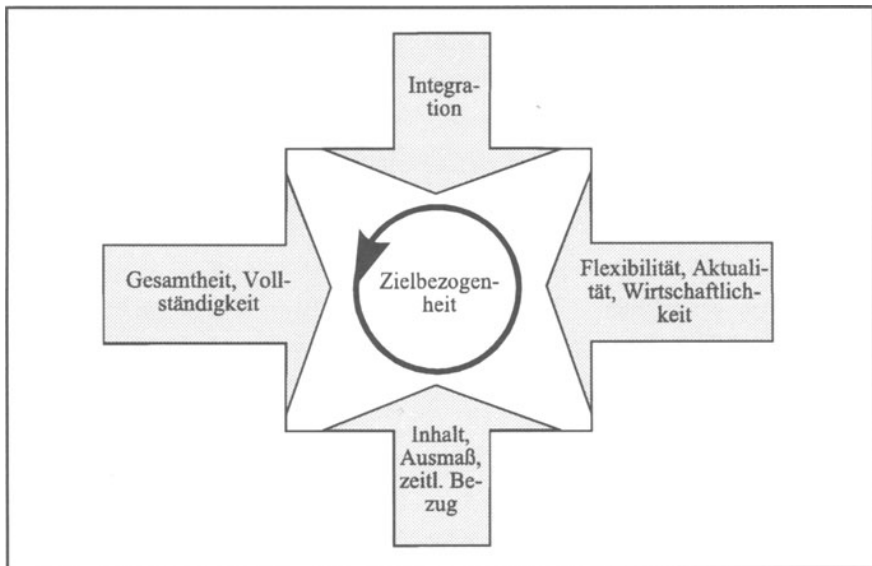 Integra-
tion
Gesamtheit, Voll-
ständigkeit
Zielbezogen-
heit
Flexibilität, Aktuali-
tät, Wirtschaftlich-
keit
Inhalt,
Ausmaß,
zeitl. Be-
zug